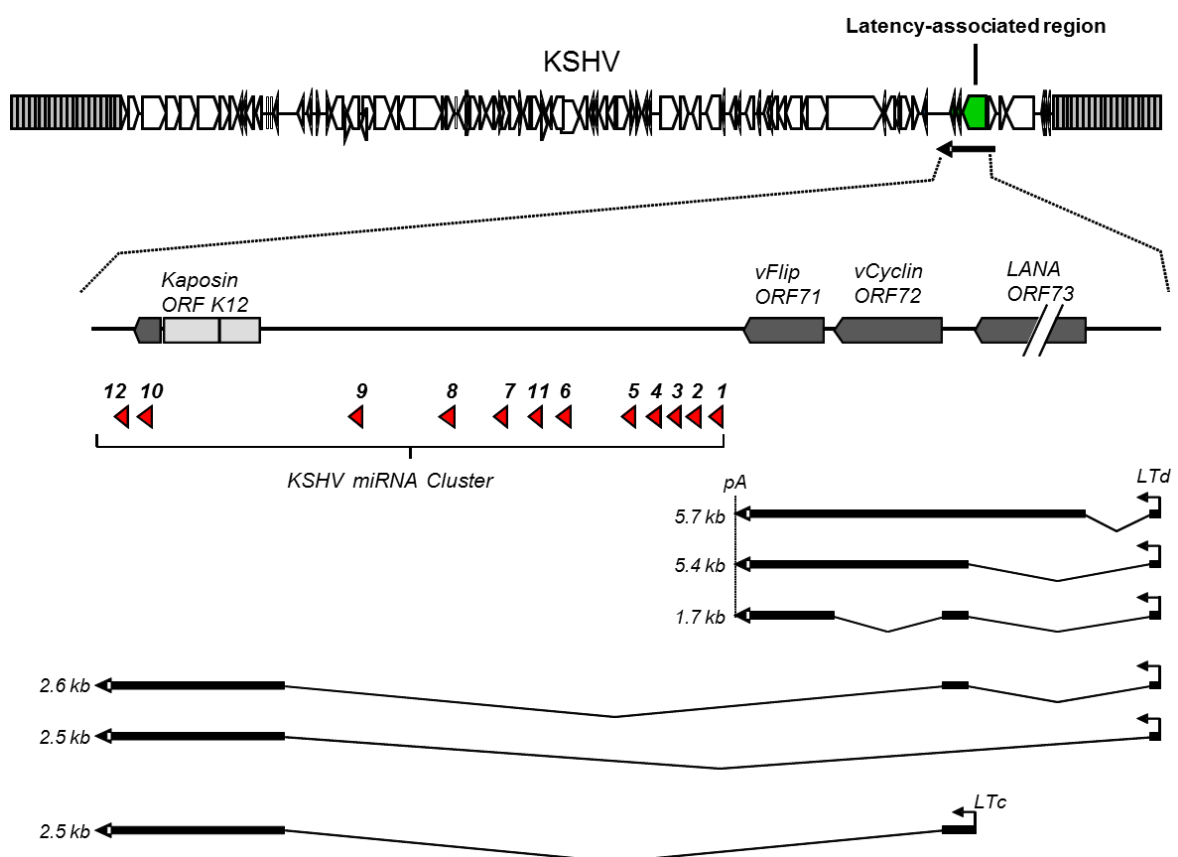 Latency-associated region
KSHV
Kaposin
ORF K12
vFlip
ORF71
vCyclin
ORF72
LANA
ORF73
12 10 9 8 7 11 6 5 4 3 2 1
KSHV miRNA Cluster
pA
LTd
5.7 kb
5.4 kb
1.7 kb
2.6 kb
2.5 kb
LTc
2.5 kb